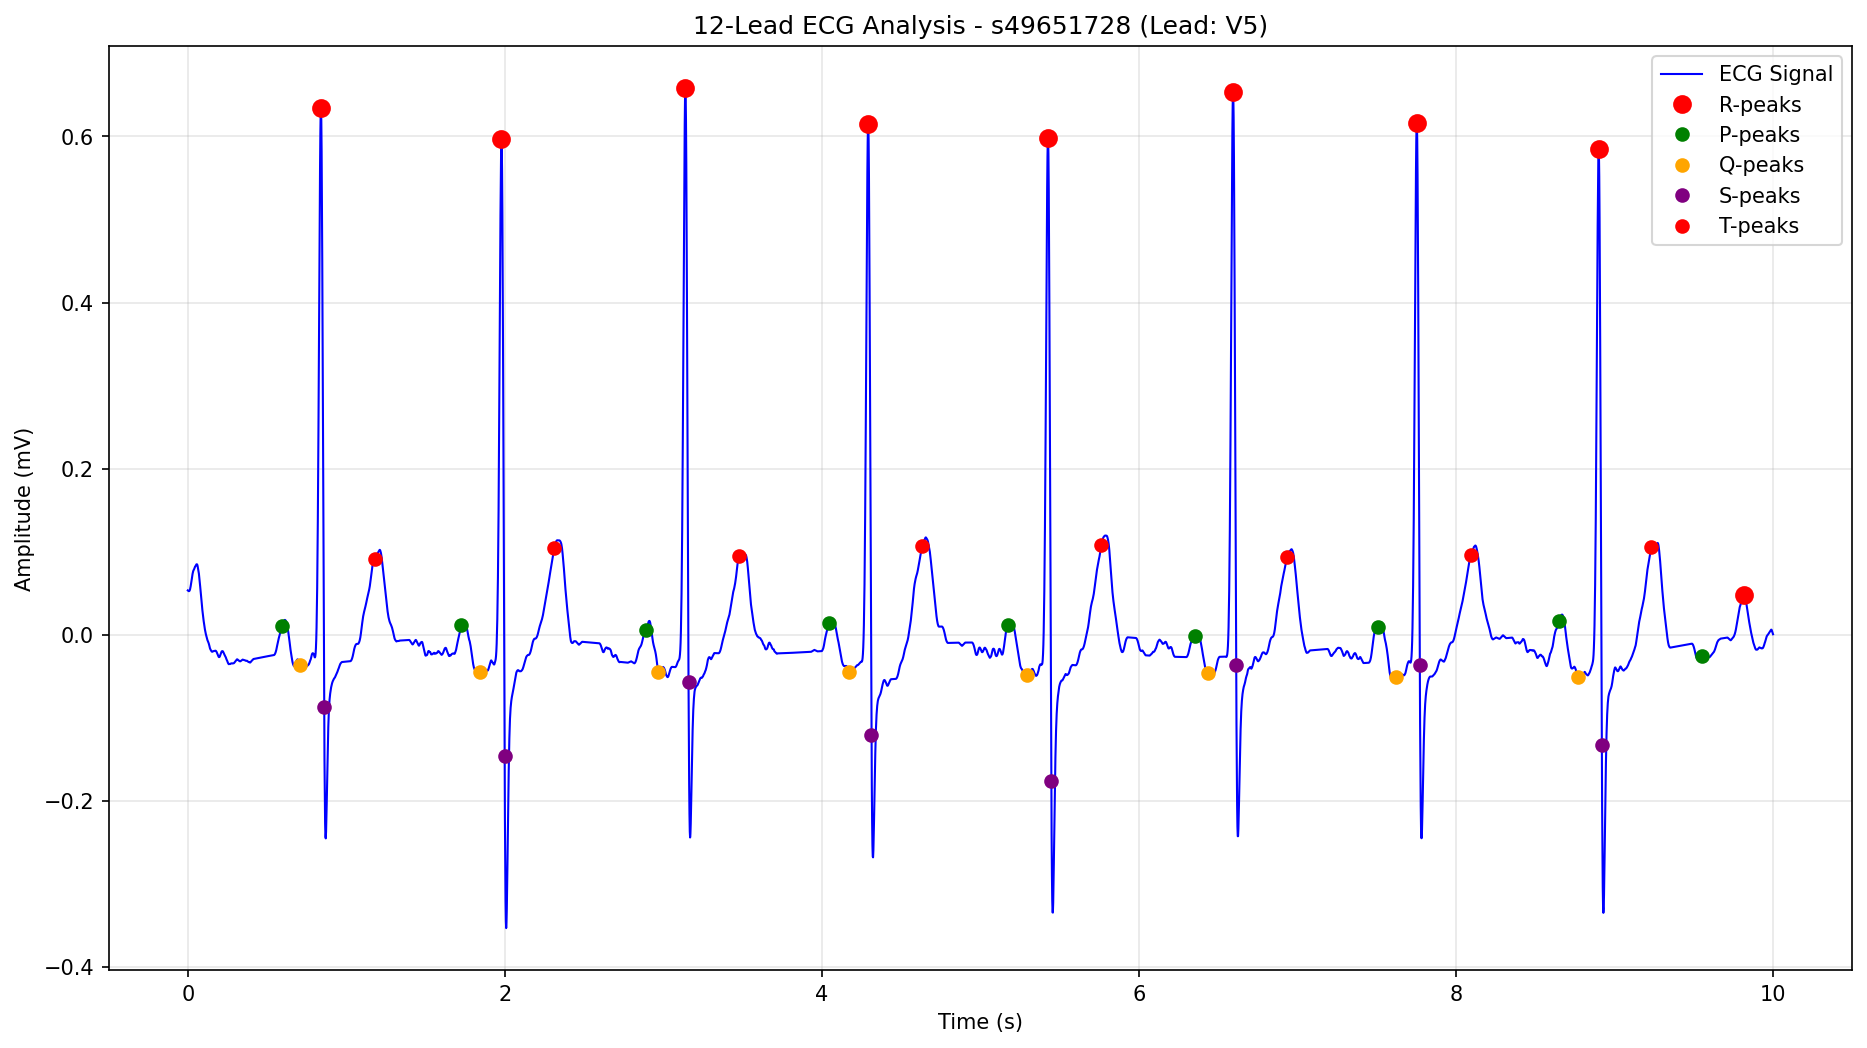 12-Lead ECG Analysis - s49651728 (Lead: V5)
ECG Signal
R-peaks
P-peaks
Q-peaks
S-peaks
T-peaks
Amplitude (mV)
0.6
0.4
0.2
0.0
−0.2
−0.4
0 2 4 6 8 10
Time (s)